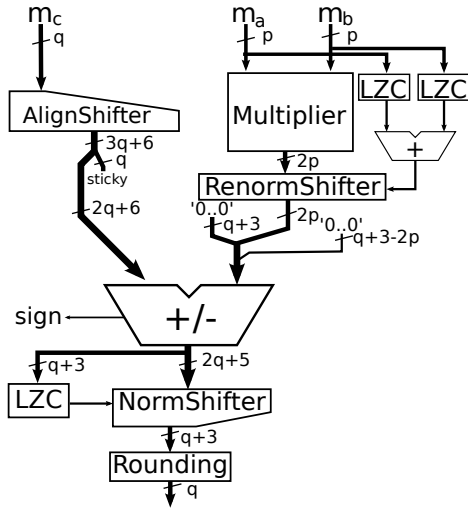 m_c
m_a m_b
q
p p
LZC LZC
AlignShifter
Multiplier
+
3q+6
q
sticky
2p
RenormShifter
2q+6
'0..0'
q+3
2p
'0..0'
q+3-2p
sign
+/-
q+3
2q+5
LZC
NormShifter
q+3
Rounding
q